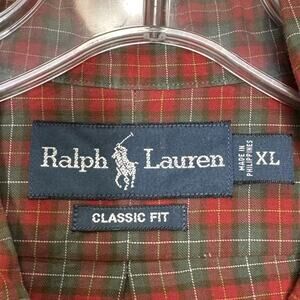 Ralph Lauren
MADE IN
PHILIPPINES
XL
CLASSIC FIT